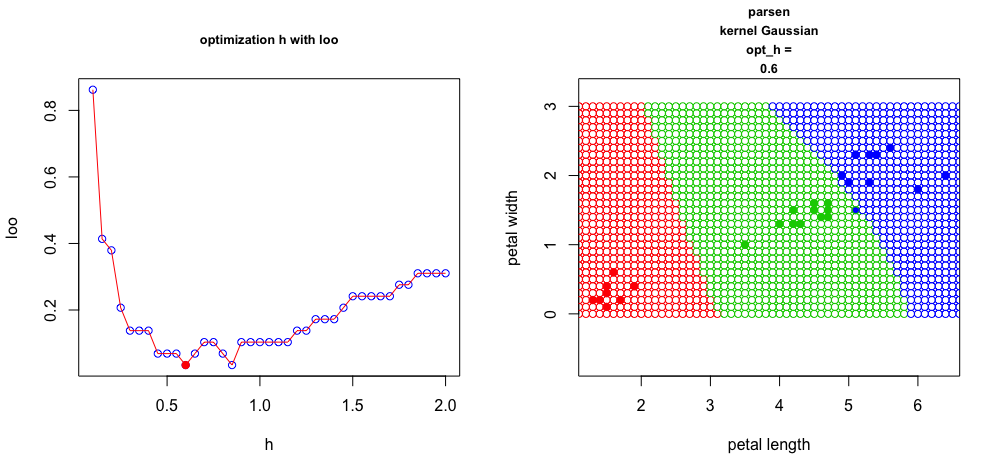 optimization h with loo
0.8
0.6
0.4
0.2
loo
0.5 1.0 1.5 2.0
h
parsen
kernel Gaussian
opt_h =
0.6
3
2
1
0
petal width
2 3 4 5 6
petal length